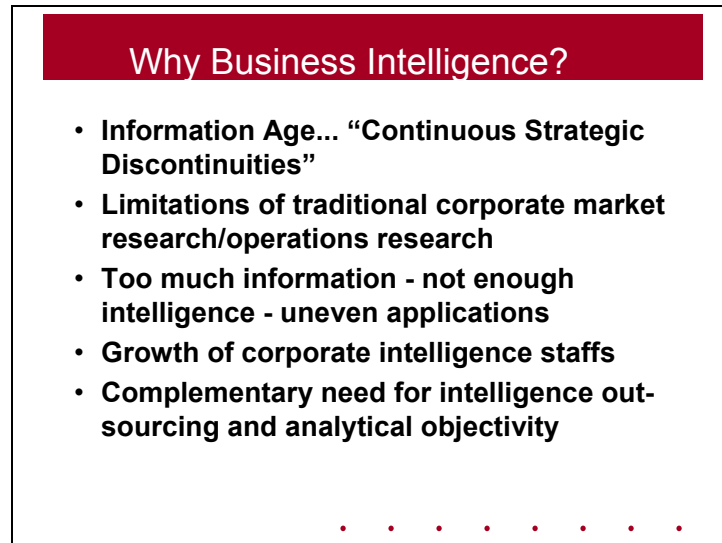 Why Business Intelligence?
• Information Age... “Continuous Strategic
Discontinuities”
• Limitations of traditional corporate market
research/operations research
• Too much information - not enough
intelligence - uneven applications
• Growth of corporate intelligence staffs
• Complementary need for intelligence out-
sourcing and analytical objectivity